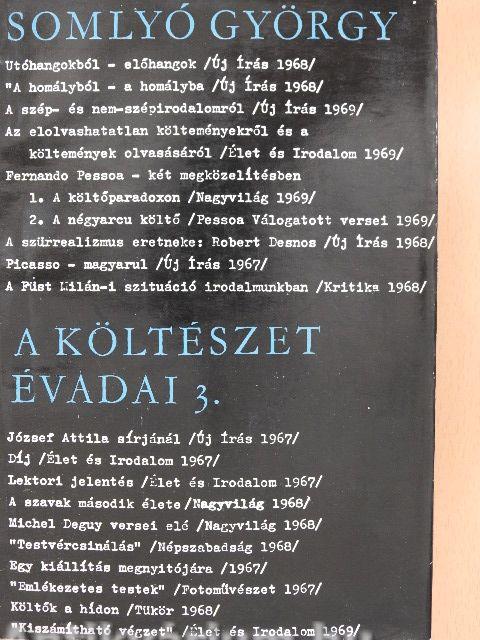 SOMLYÓ GYÖRGY
Utóhangokból - előhangok /Új Írás 1968/
"A homályból - a homályba /Új Írás 1968/
A szép- és nem-szépirodalomról /Új Írás 1969/
Az elolvashatatlan költeményekről és a
költemények olvasásáról /Élet és Irodalom 1969/
Fernando Pessoa - két megközelítésben
1. A költőparadoxon /Nagyvilág 1969/
2. A négyarcu költő /Pessoa Válogatott versei 1969/
A szürrealizmus eretneke: Robert Desnos /Új Írás 1968/
Picasso - magyarul /Új Írás 1967/
A Füst Milán-i szituáció irodalmunkban /Kritika 1968/
A KÖLTÉSZET
ÉVADAI 3.
József Attila sírjánál /Új Írás 1967/
Díj /Élet és Irodalom 1967/
Lektori jelentés /Élet és Irodalom 1967/
A szavak második élete /Nagyvilág 1968/
Michel Deguy versei elé /Nagyvilág 1968/
"Testvércsinálás" /Népszabadság 1968/
Egy kiállítás megnyitójára /1967/
"Emlékezetes testek" /Fotoművészet 1967/
Költők a hídon /Tükör 1968/
"Kiszámítható végzet" /Élet és Irodalom 1969/